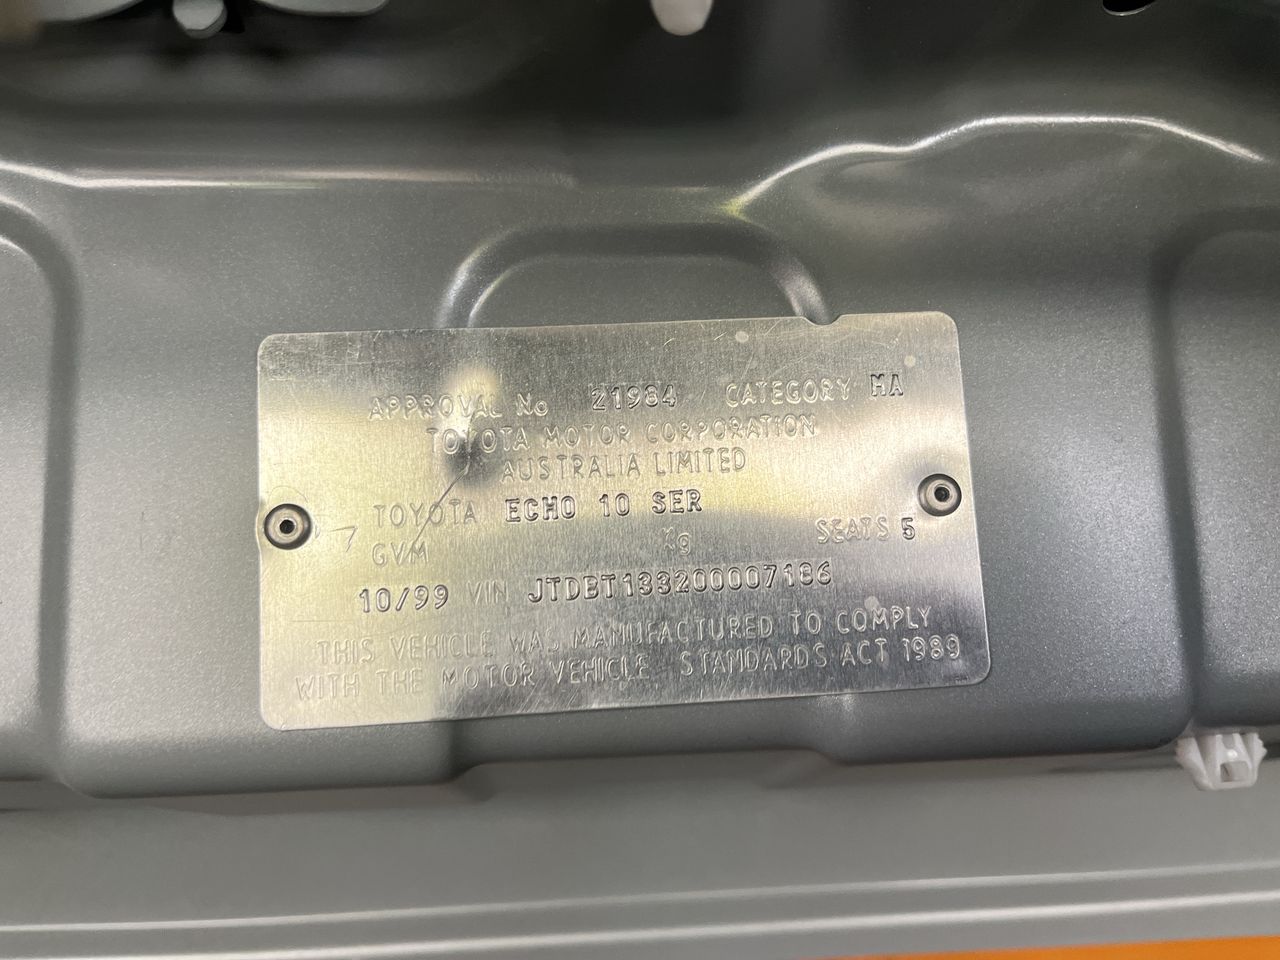 APPROVAL No 21984 CATEGORY MA
TOYOTA MOTOR CORPORATION
AUSTRALIA LIMITED
TOYOTA ECHO 10 SER
GVM Kg SEATS 5
10/99 VIN JTDBT133200007186
THIS VEHICLE WAS MANUFACTURED TO COMPLY
WITH THE MOTOR VEHICLE STANDARDS ACT 1989